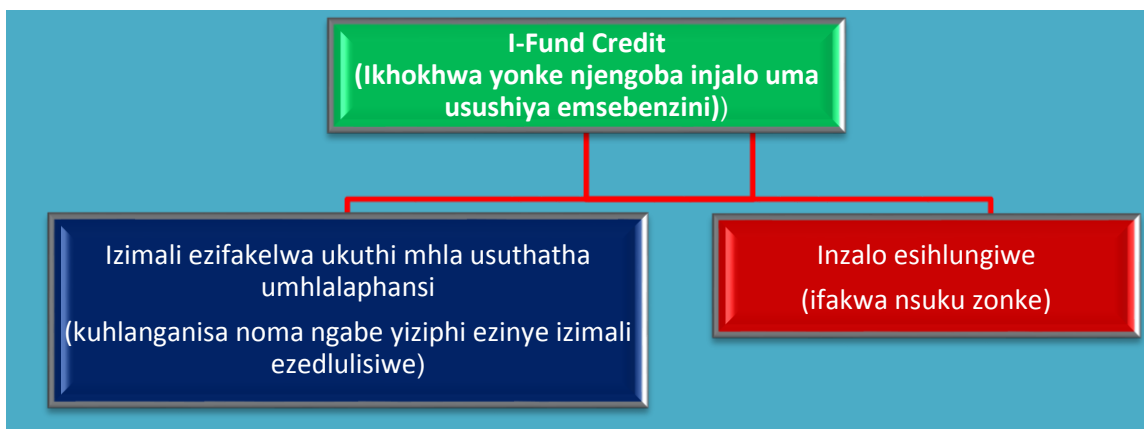 I-Fund Credit
(Ikhokhwa yonke njengoba injalo uma
usushiya emsebenzini))
Izimali ezifakelwa ukuthi mhla usuthatha
umhlalaphansi
(kuhlanganisa noma ngabe yiziphi ezinye izimali
ezedlulisiwe)
Inzalo esihlungiwe
(ifakwa nsuku zonke)